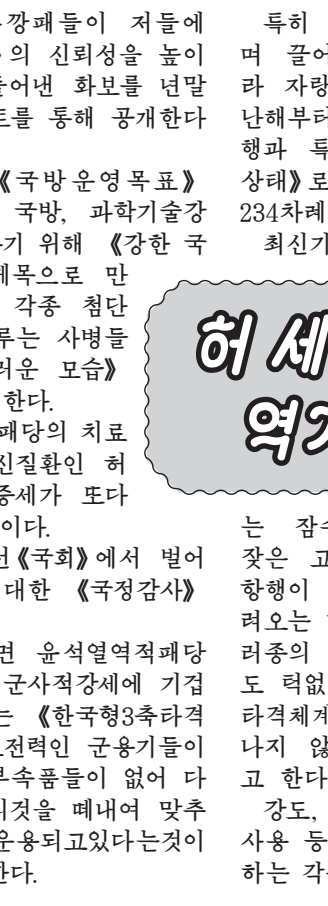 깡패들이 저들에
의 신뢰성을 높이
들어낸 화보를 년말
트를 통해 공개한다
《국방운영목표》
국방, 과학기술강
기 위해 《강한 국
제목으로 만
각종 첨단
루는 사병들
러운 모습》
한다.
패당의 치료
신질환인 허
증세가 또다
이다.
선《국회》에서 벌어
대한 《국정감사》
면 윤석열역적패당
군사적강세에 기겁
는 《한국형3축타격
전력인 군용기들이
부속품들이 없어 다
것을 떼내여 맞추
운용되고있다는것이
한다.
특히
며 끌어
라 자랑
난해부터
행과 특
상태》로
234차례
최신기
허 세
역기
는 잠수
잦은 고
항행이
려오는
러종의
도 턱없
타격체계
나지 않
고 한다
강도,
사용 등
하는 각